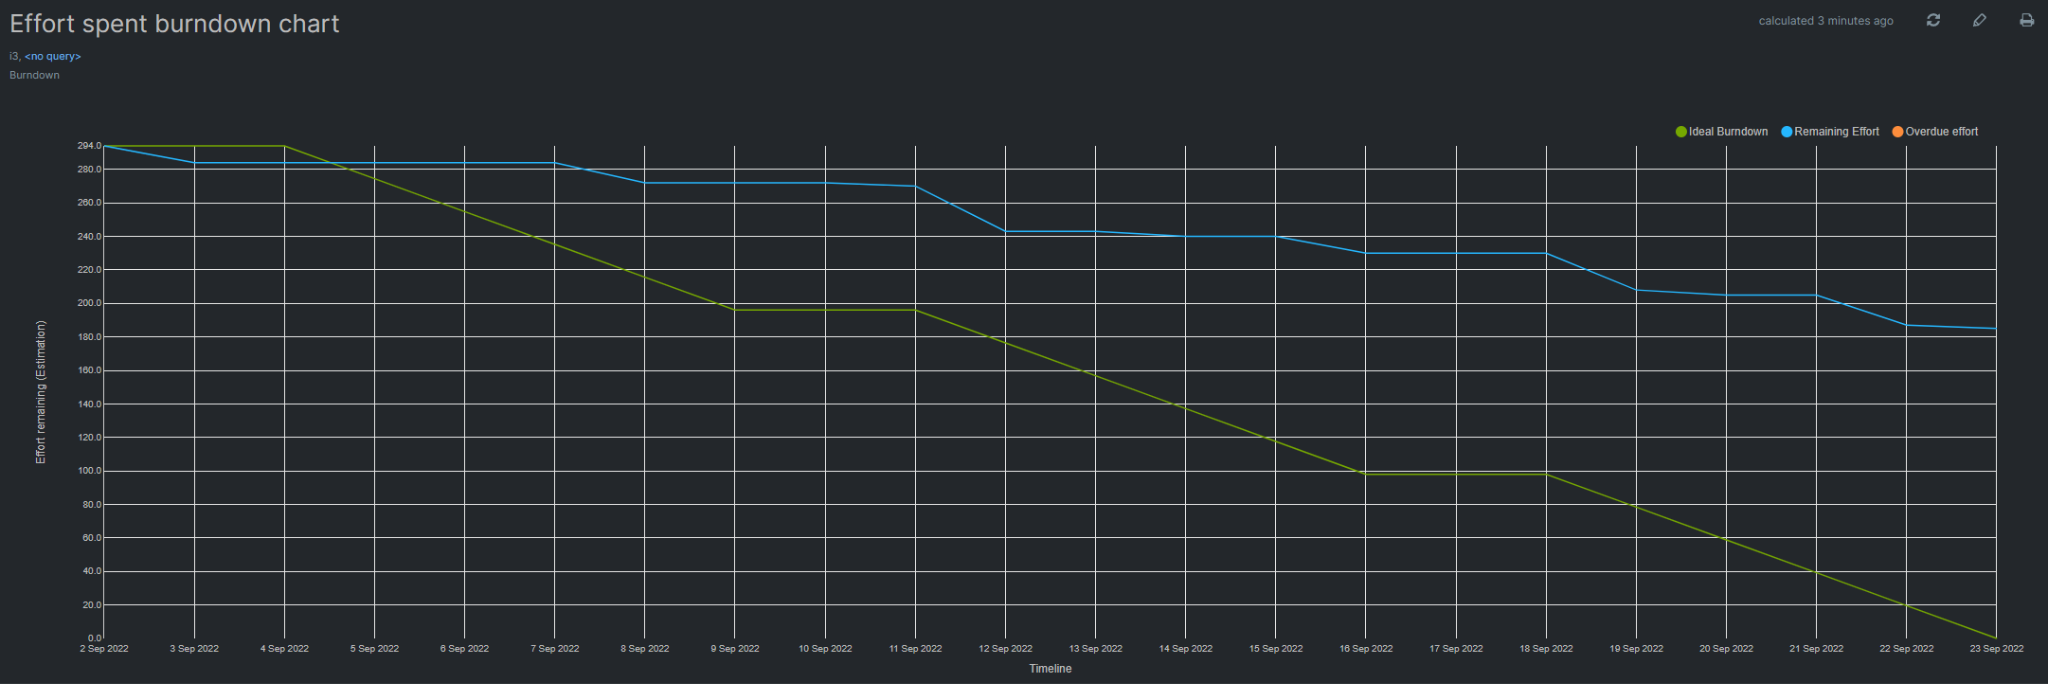 Effort spent burndown chart
calculated 3 minutes ago
i3, <no query>
Burndown
Ideal Burndown Remaining Effort Overdue effort
294.0
280.0
260.0
240.0
220.0
200.0
180.0
160.0
140.0
120.0
100.0
80.0
60.0
40.0
20.0
0.0
Effort remaining (Estimation)
2 Sep 2022 3 Sep 2022 4 Sep 2022 5 Sep 2022 6 Sep 2022 7 Sep 2022 8 Sep 2022 9 Sep 2022 10 Sep 2022 11 Sep 2022 12 Sep 2022 13 Sep 2022 14 Sep 2022 15 Sep 2022 16 Sep 2022 17 Sep 2022 18 Sep 2022 19 Sep 2022 20 Sep 2022 21 Sep 2022 22 Sep 2022 23 Sep 2022
Timeline